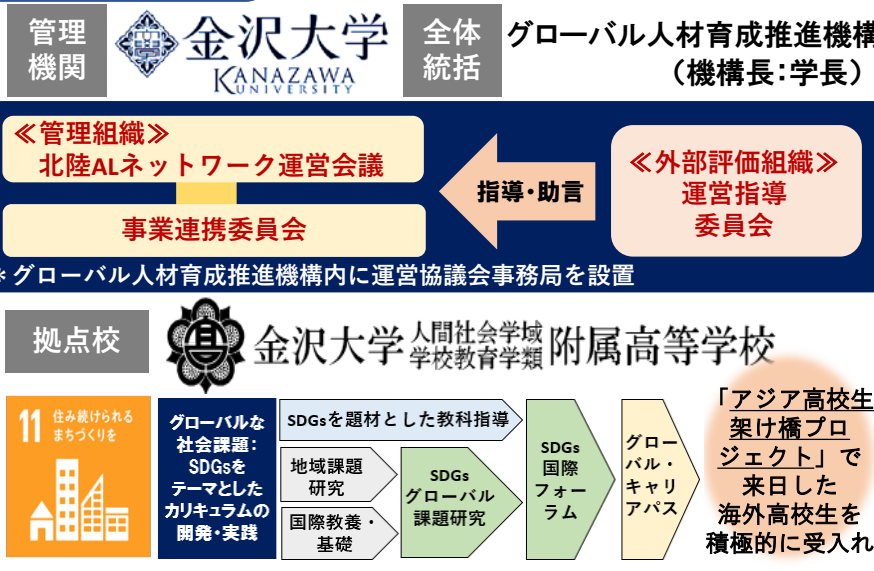 管理
機関
金沢大学
KANAZAWA
UNIVERSITY
全体
統括
グローバル人材育成推進機構
（機構長：学長）
≪管理組織≫
北陸ALネットワーク運営会議
事業連携委員会
指導・助言
≪外部評価組織≫
運営指導
委員会
＊グローバル人材育成推進機構内に運営協議会事務局を設置
拠点校
高
金沢大学 人間社会学域 学校教育学類 附属高等学校
11 住み続けられる
まちづくりを
グローバルな
社会課題：
SDGsを
テーマとした
カリキュラムの
開発・実践
SDGsを題材とした教科指導
地域課題
研究
国際教養・
基礎
SDGs
グローバル
課題研究
SDGs
国際
フォー
ラム
グロー
バル・
キャリ
アパス
「アジア高校生
架け橋プロ
ジェクト」で
来日した
海外高校生を
積極的に受入れ